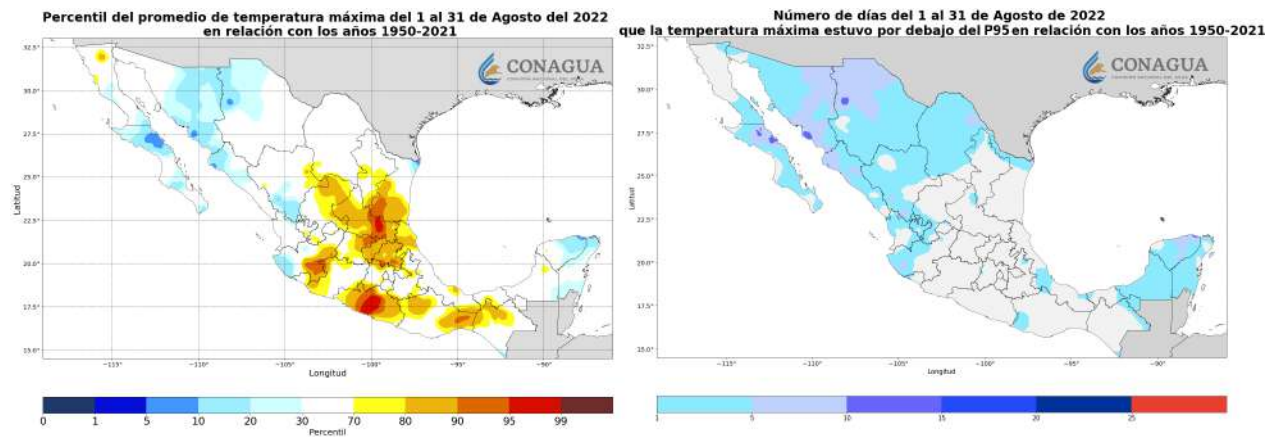 Percentil del promedio de temperatura máxima del 1 al 31 de Agosto del 2022
en relación con los años 1950-2021
CONAGUA
32.5°
30.0°
27.5°
25.0°
22.5°
20.0°
17.5°
15.0°
Latitud
−115°
−110°
−105°
−100°
−95°
−90°
Longitud
0 1 5 10 20 30 70 80 90 95 99
Percentil
Número de días del 1 al 31 de Agosto de 2022
que la temperatura máxima estuvo por debajo del P95 en relación con los años 1950-2021
CONAGUA
32.5°
30.0°
27.5°
25.0°
22.5°
20.0°
17.5°
15.0°
Latitud
−115°
−110°
−105°
−100°
−95°
−90°
Longitud
1 5 10 15 20 25